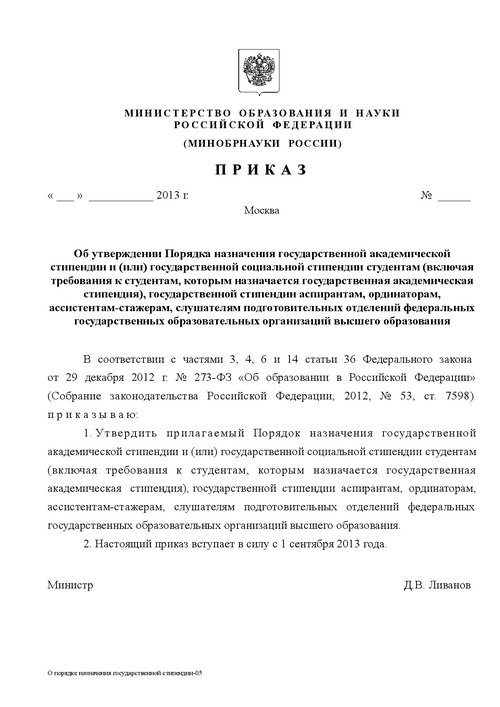 МИНИСТЕРСТВО ОБРАЗОВАНИЯ И НАУКИ
РОССИЙСКОЙ ФЕДЕРАЦИИ
(МИНОБРНАУКИ РОССИИ)
П Р И К А З
« ___ » ____________ 2013 г. № ______
Москва
Об утверждении Порядка назначения государственной академической
стипендии и (или) государственной социальной стипендии студентам (включая
требования к студентам, которым назначается государственная академическая
стипендия), государственной стипендии аспирантам, ординаторам,
ассистентам-стажерам, слушателям подготовительных отделений федеральных
государственных образовательных организаций высшего образования
В соответствии с частями 3, 4, 6 и 14 статьи 36 Федерального закона
от 29 декабря 2012 г. № 273-ФЗ «Об образовании в Российской Федерации»
(Собрание законодательства Российской Федерации, 2012, № 53, ст. 7598)
п р и к а з ы в а ю:
1. Утвердить прилагаемый Порядок назначения государственной
академической стипендии и (или) государственной социальной стипендии студентам
(включая требования к студентам, которым назначается государственная
академическая стипендия), государственной стипендии аспирантам, ординаторам,
ассистентам-стажерам, слушателям подготовительных отделений федеральных
государственных образовательных организаций высшего образования.
2. Настоящий приказ вступает в силу с 1 сентября 2013 года.
Министр Д.В. Ливанов
О порядке назначения государственной стипендии-05